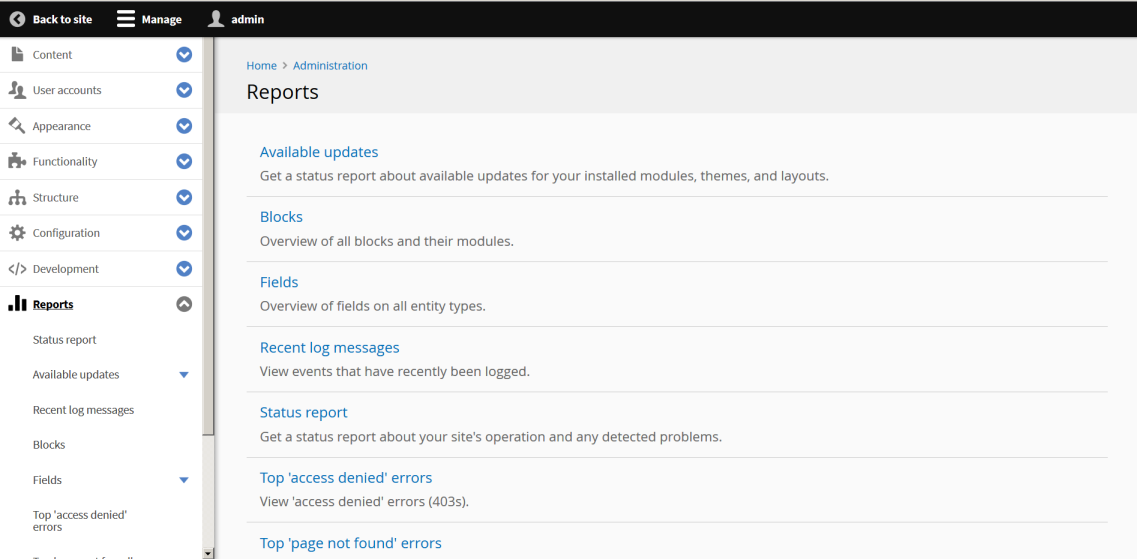 Back to site
Manage
admin
Content
User accounts
Appearance
Functionality
Structure
Configuration
Development
Reports
Status report
Available updates
Recent log messages
Blocks
Fields
Top 'access denied'
errors
Home > Administration
Reports
Available updates
Get a status report about available updates for your installed modules, themes, and layouts.
Blocks
Overview of all blocks and their modules.
Fields
Overview of fields on all entity types.
Recent log messages
View events that have recently been logged.
Status report
Get a status report about your site's operation and any detected problems.
Top 'access denied' errors
View 'access denied' errors (403s).
Top 'page not found' errors